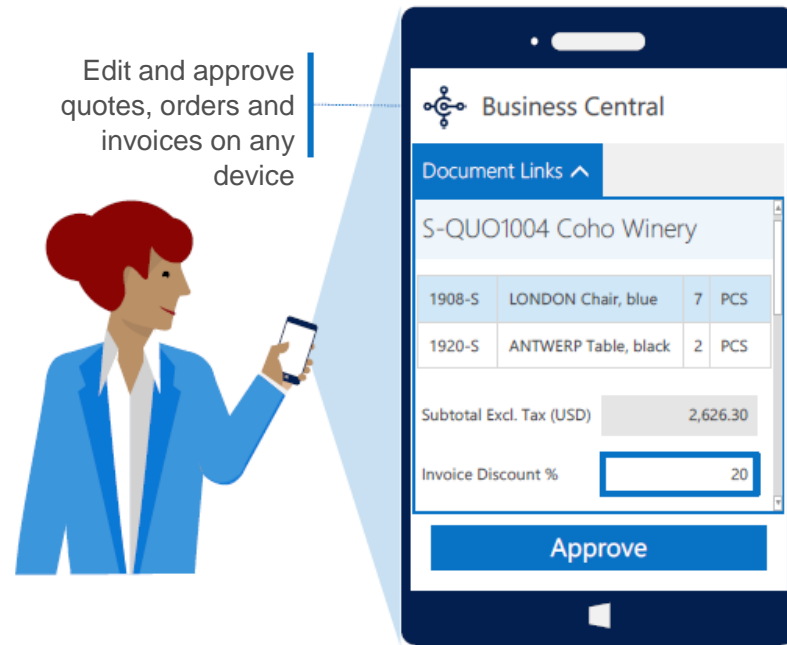 Edit and approve
quotes, orders and
invoices on any
device
Business Central
Document Links
S-QUO1004 Coho Winery
1908-S LONDON Chair, blue 7 PCS
1920-S ANTWERP Table, black 2 PCS
Subtotal Excl. Tax (USD) 2,626.30
Invoice Discount % 20
Approve